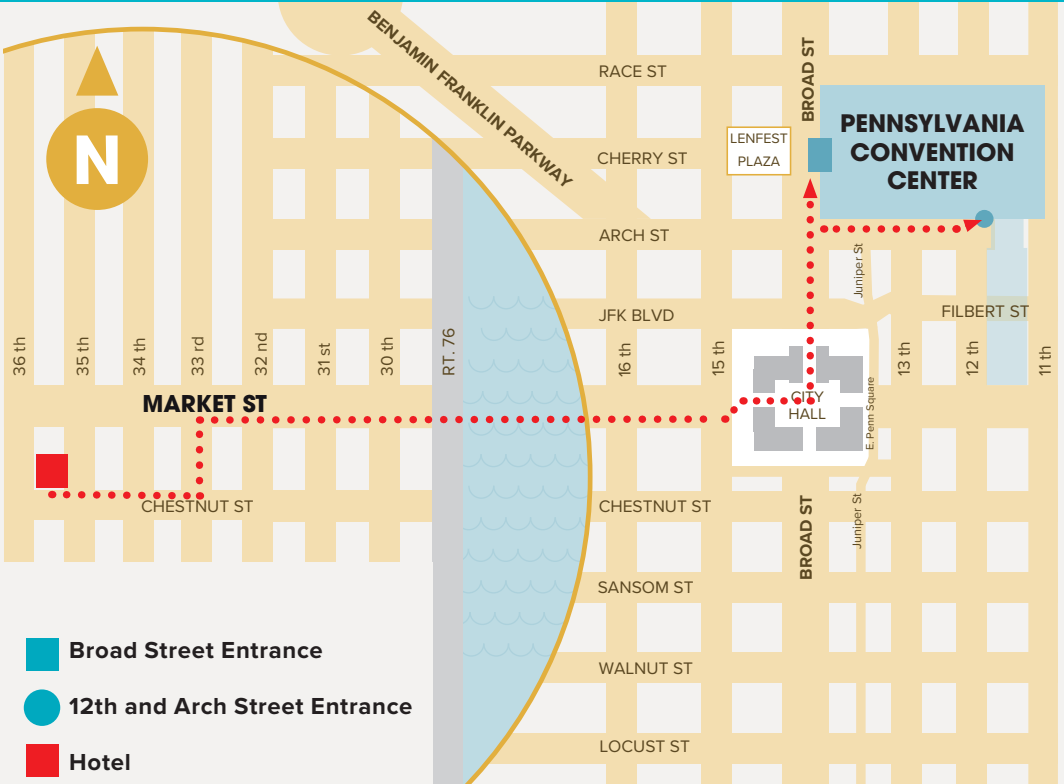 BENJAMIN FRANKLIN PARKWAY
RACE ST
BROAD ST
PENNSYLVANIA
CONVENTION
CENTER
LENFEST
PLAZA
N
CHERRY ST
ARCH ST
Juniper St
JFK BLVD
FILBERT ST
36 th
35 th
34 th
33 rd
32 nd
31 st
30 th
RT. 76
16 th
15 th
13 th
12 th
11 th
MARKET ST
CITY
HALL
E. Penn Square
CHESTNUT ST
CHESTNUT ST
BROAD ST
Juniper St
SANSOM ST
WALNUT ST
LOCUST ST
Broad Street Entrance
12th and Arch Street Entrance
Hotel